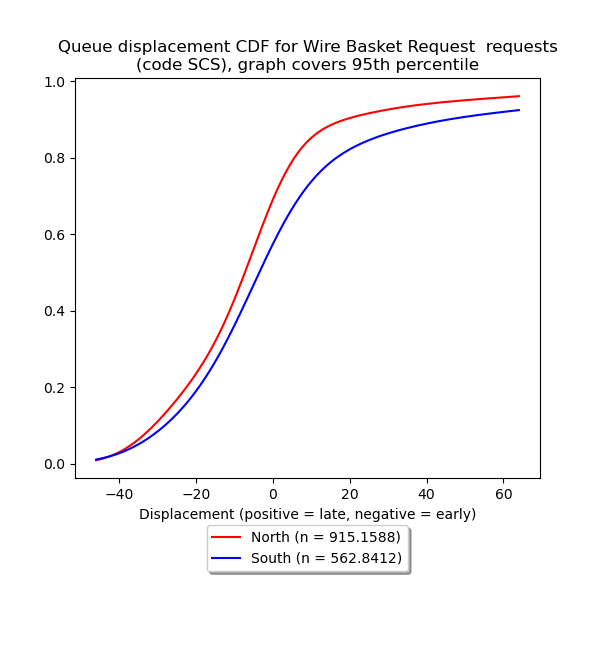 Queue displacement CDF for Wire Basket Request  requests
(code SCS), graph covers 95th percentile
1.0
0.8
0.6
0.4
0.2
0.0
−40
−20
0
20
40
60
Displacement (positive = late, negative = early)
North (n = 915.1588)
South (n = 562.8412)